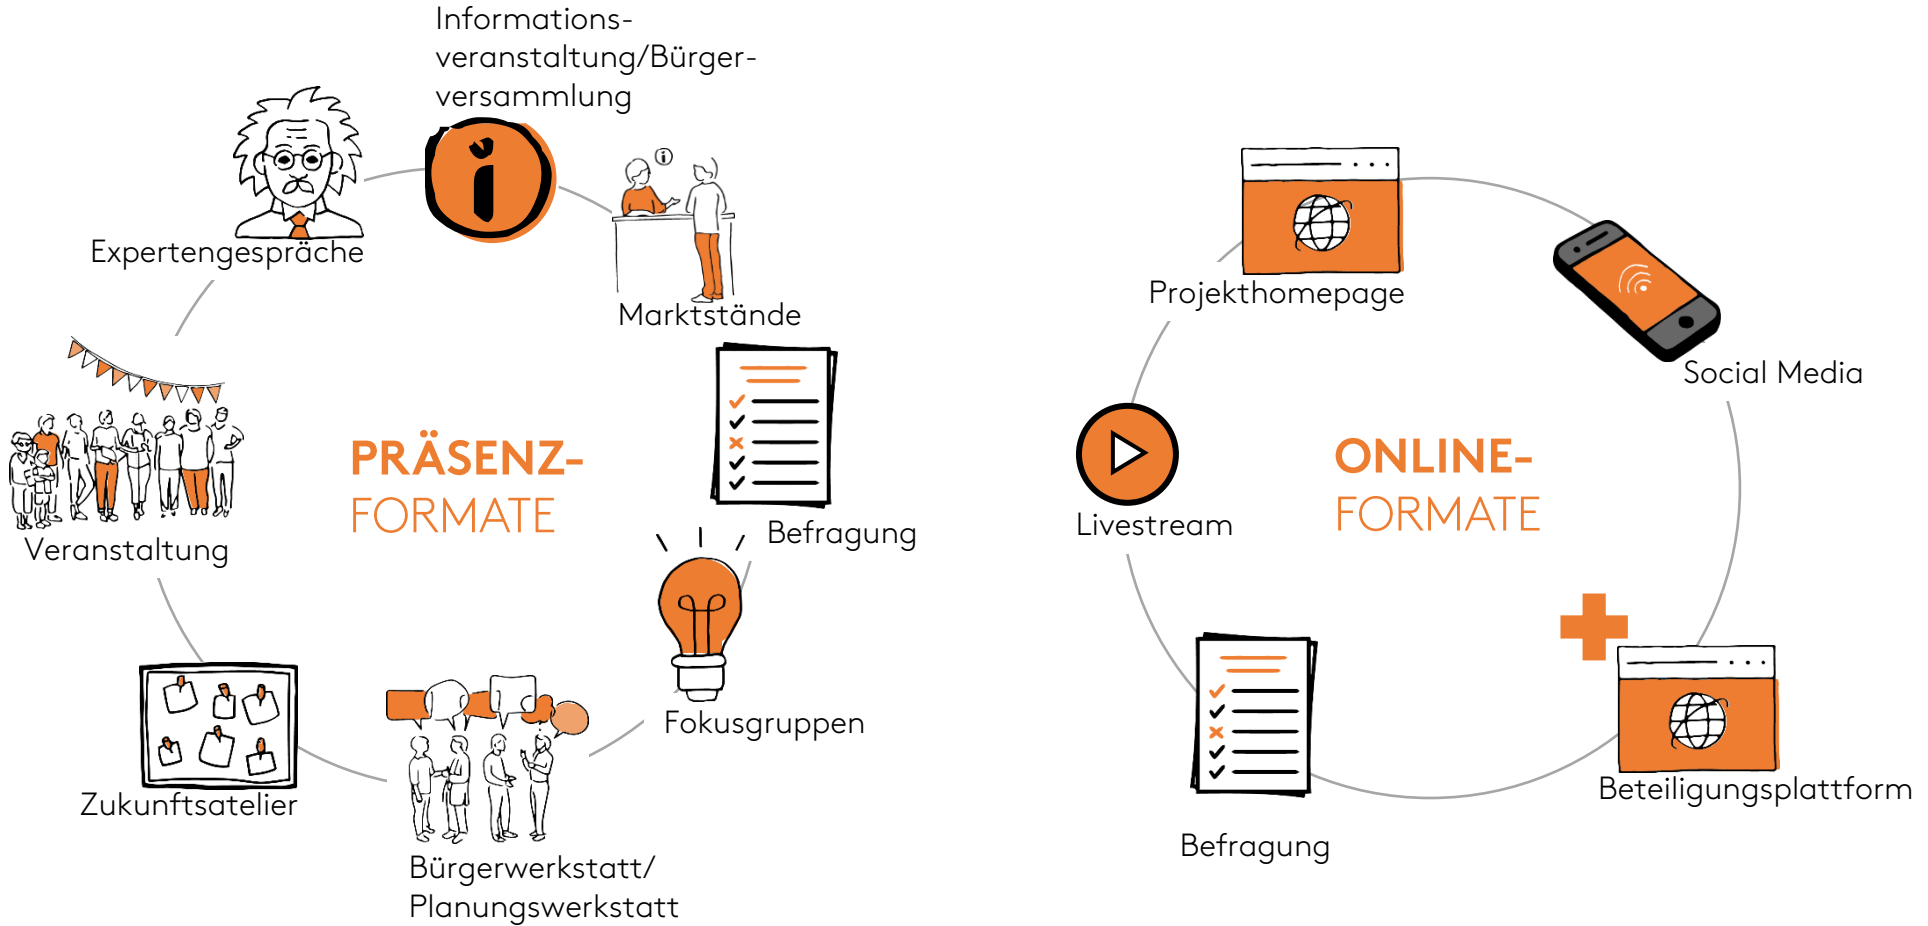 Informations-
veranstaltung/Bürger-
versammlung
Expertengespräche
Marktstände
Veranstaltung
PRÄSENZ-
FORMATE
Befragung
Fokusgruppen
Zukunftsatelier
Bürgerwerkstatt/
Planungswerkstatt
Projekthomepage
Social Media
Livestream
ONLINE-
FORMATE
Beteiligungsplattform
Befragung